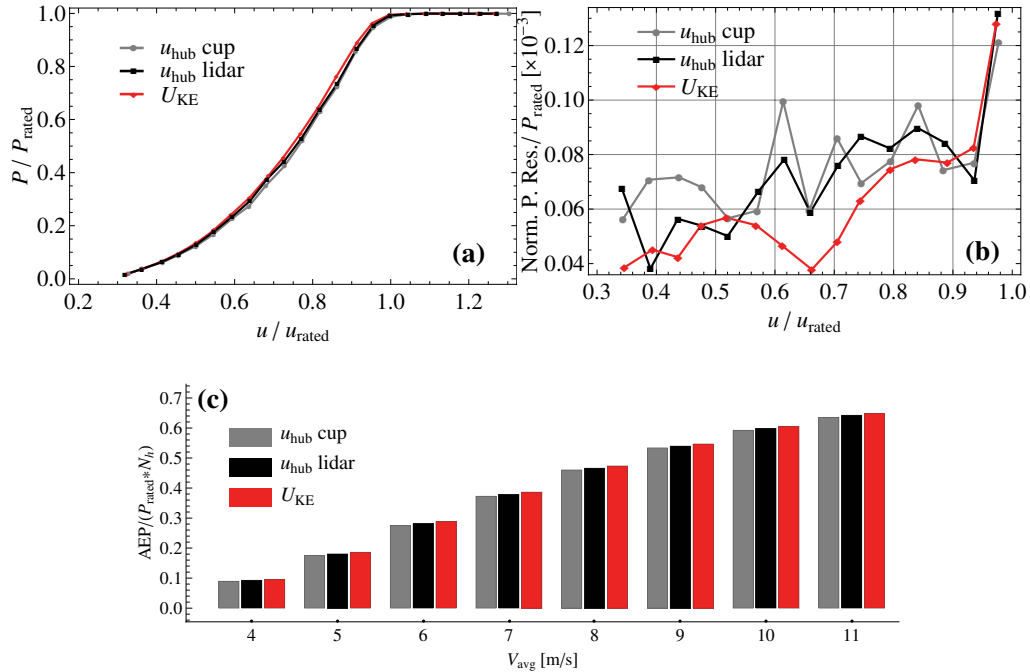 1.0
0.8
0.6
0.4
0.2
0.0
P / P_rated
u_hub cup
u_hub lidar
U_KE
(a)
0.2 0.4 0.6 0.8 1.0 1.2
u / u_rated
0.12
0.10
0.08
0.06
0.04
Norm. P. Res./ P_rated [×10⁻³]
u_hub cup
u_hub lidar
U_KE
(b)
0.3 0.4 0.5 0.6 0.7 0.8 0.9 1.0
u / u_rated
0.7
0.6
0.5
0.4
0.3
0.2
0.1
0.0
AEP/(P_rated*N_h)
(c)
u_hub cup
u_hub lidar
U_KE
4 5 6 7 8 9 10 11
V_avg [m/s]